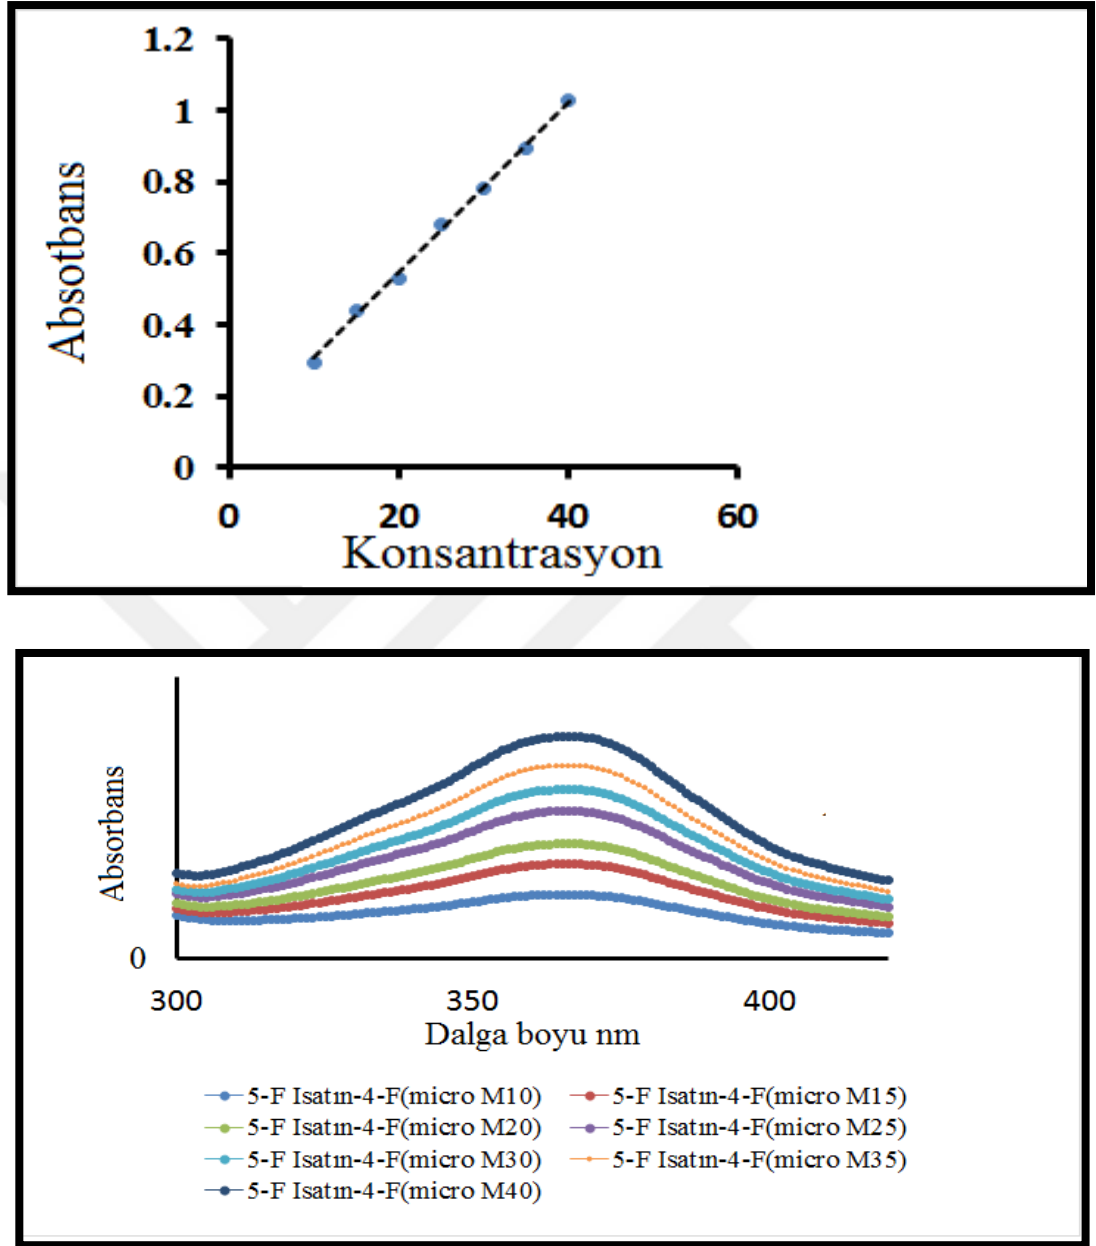 1.2
1
0.8
0.6
0.4
0.2
0
0 20 40 60
Absotbans
Konsantrasyon
Absorbans
0
300 350 400
Dalga boyu nm
5-F Isatın-4-F(micro M10) 5-F Isatın-4-F(micro M15)
5-F Isatın-4-F(micro M20) 5-F Isatın-4-F(micro M25)
5-F Isatın-4-F(micro M30) 5-F Isatın-4-F(micro M35)
5-F Isatın-4-F(micro M40)